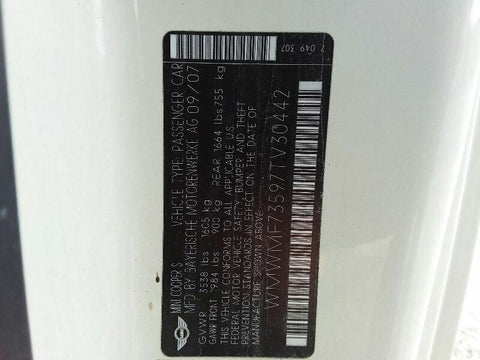 MINI COOPER S
VEHICLE TYPE: PASSENGER CAR
MFD BY BAYERISCHE MOTORENWERKE AG 09/07
GVWR 3538 lbs 1605 kg
GAWR FRONT 1984 lbs 900 kg REAR 1664 lbs 755 kg
THIS VEHICLE CONFORMS TO ALL APPLICABLE U.S.
FEDERAL MOTOR VEHICLE SAFETY, BUMPER AND THEFT
PREVENTION STANDARDS IN EFFECT ON THE DATE OF
MANUFACTURE SHOWN ABOVE.
WMWMF73597TV30442
7 049 307